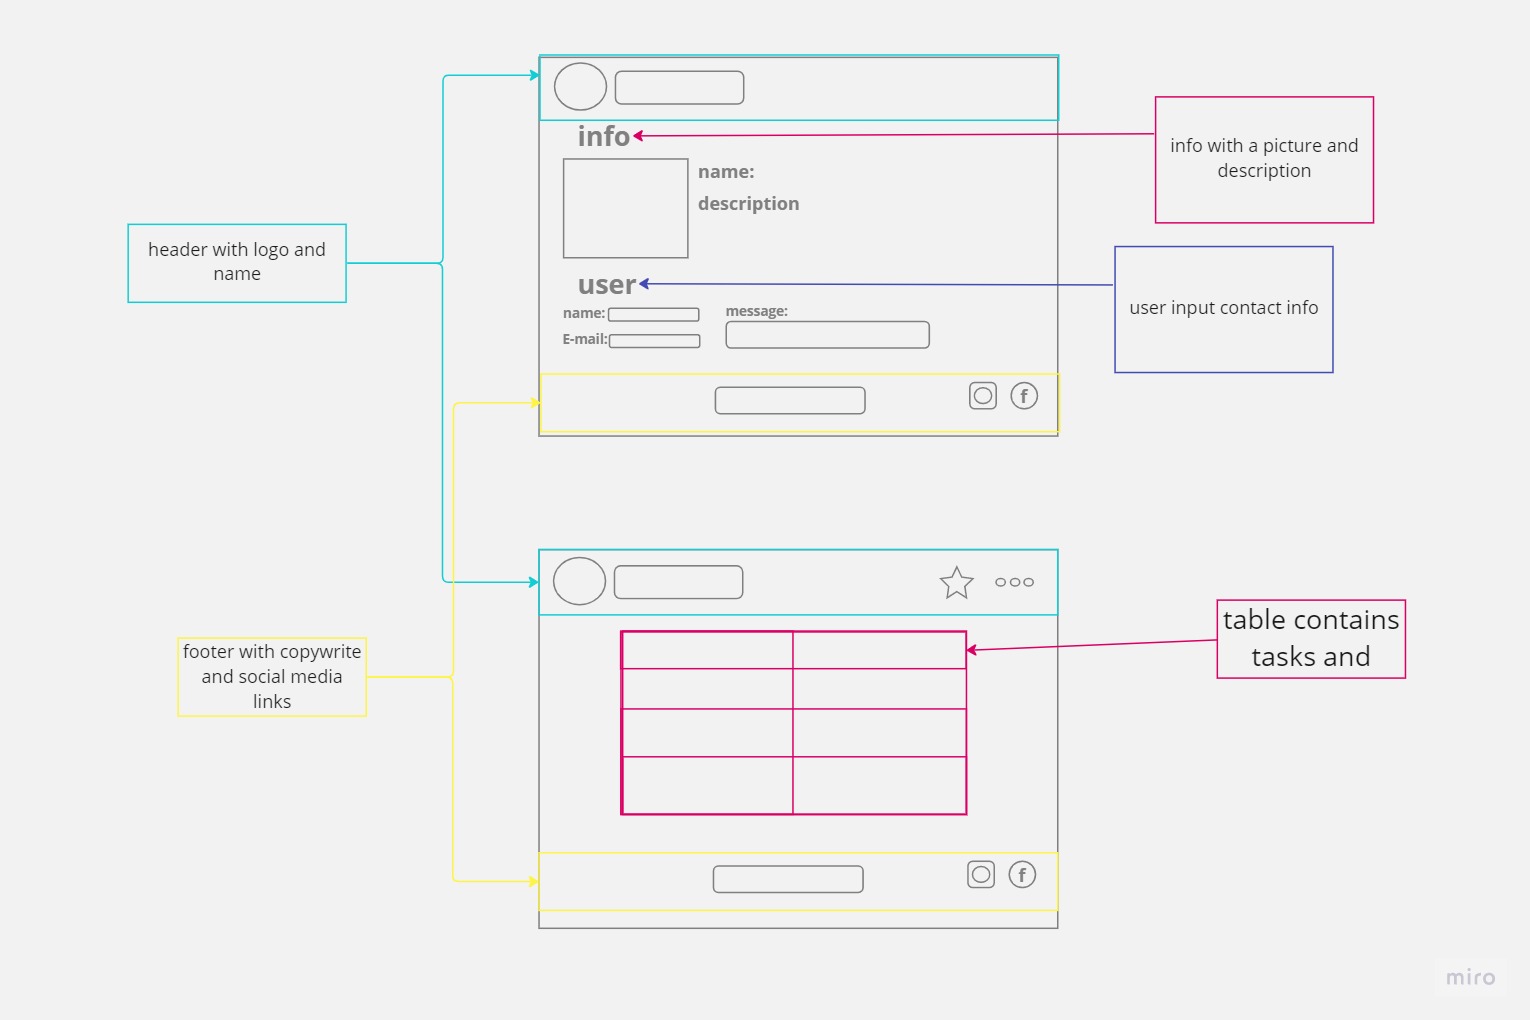 info
info with a picture and
description
name:
description
header with logo and
name
user
user input contact info
name:
message:
E-mail:
f
footer with copywrite
and social media
links
table contains
tasks and
f
miro